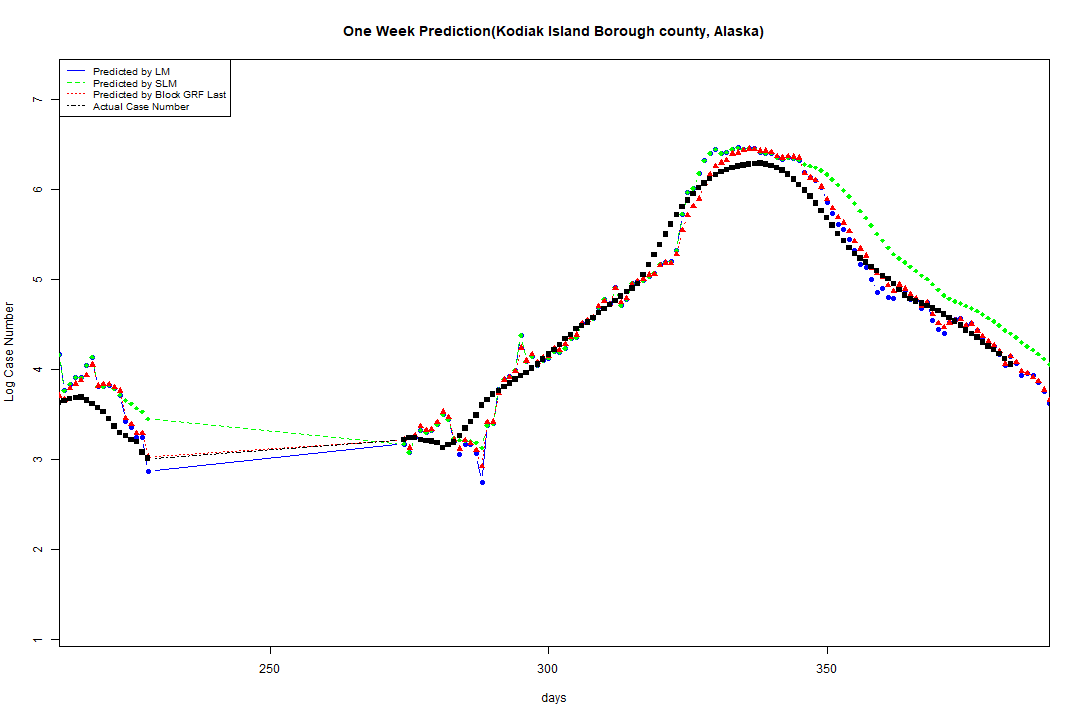 One Week Prediction(Kodiak Island Borough county, Alaska)
Predicted by LM
Predicted by SLM
Predicted by Block GRF Last
Actual Case Number
7
6
5
4
3
2
1
Log Case Number
250 300 350
days